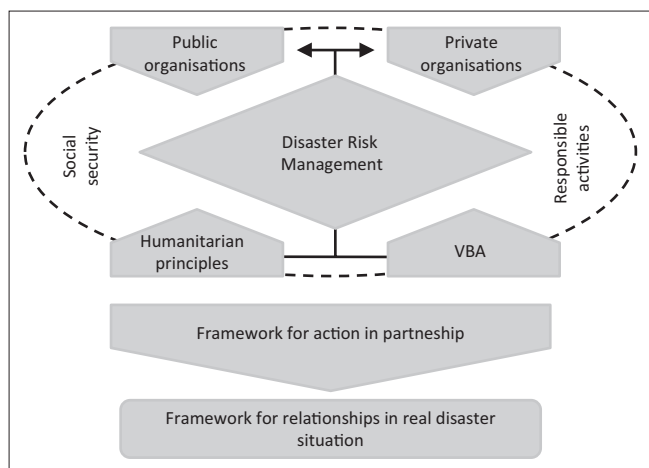 Public
organisations
Private
organisations
Social
security
Disaster Risk
Management
Responsible
activities
Humanitarian
principles
VBA
Framework for action in partneship
Framework for relationships in real disaster
situation